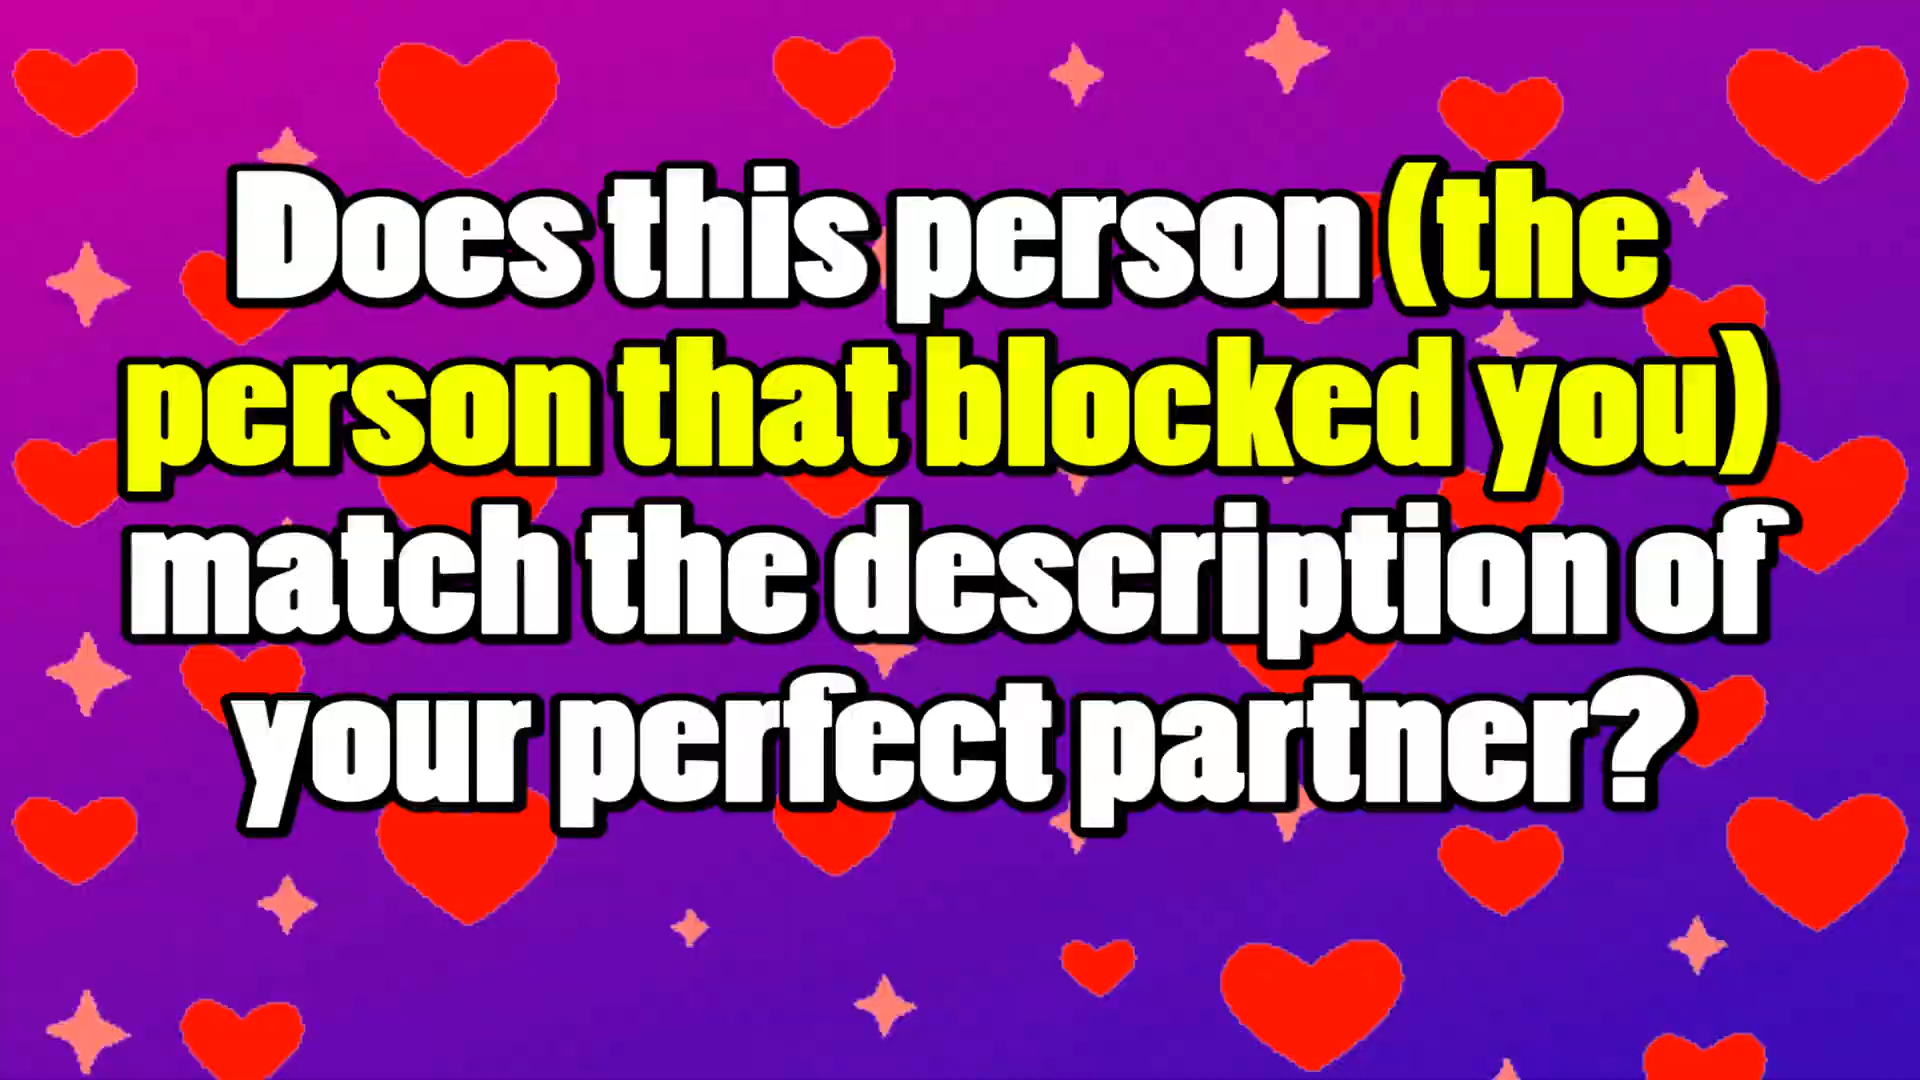 Does this person (the
person that blocked you)
match the description of
your perfect partner?